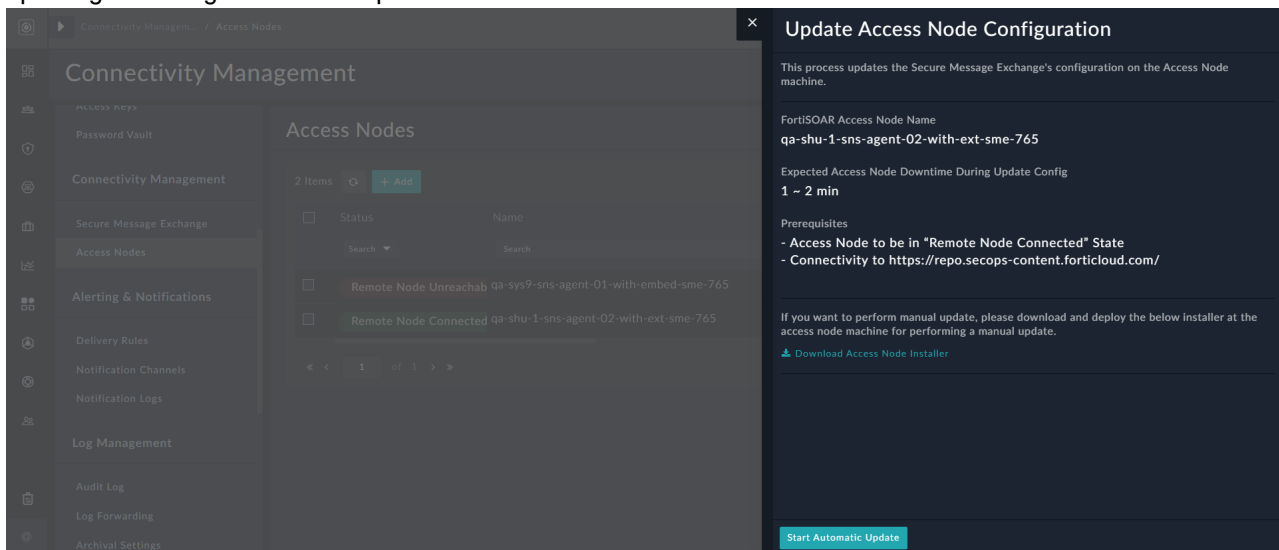 Connectivity Managem... / Access Nodes
Connectivity Management
Access Keys
Password Vault
Connectivity Management
Secure Message Exchange
Access Nodes
Alerting & Notifications
Delivery Rules
Notification Channels
Notification Logs
Log Management
Audit Log
Log Forwarding
Archival Settings
Access Nodes
2 Items + Add
Status Name
Search Search
Remote Node Unreachab qa-sys9-sns-agent-01-with-embed-sme-765
Remote Node Connected qa-shu-1-sns-agent-02-with-ext-sme-765
« < 1 of 1 > »
×
Update Access Node Configuration
This process updates the Secure Message Exchange's configuration on the Access Node
machine.
FortiSOAR Access Node Name
qa-shu-1-sns-agent-02-with-ext-sme-765
Expected Access Node Downtime During Update Config
1 ~ 2 min
Prerequisites
- Access Node to be in “Remote Node Connected” State
- Connectivity to https://repo.secops-content.forticloud.com/
If you want to perform manual update, please download and deploy the below installer at the
access node machine for performing a manual update.
Download Access Node Installer
Start Automatic Update